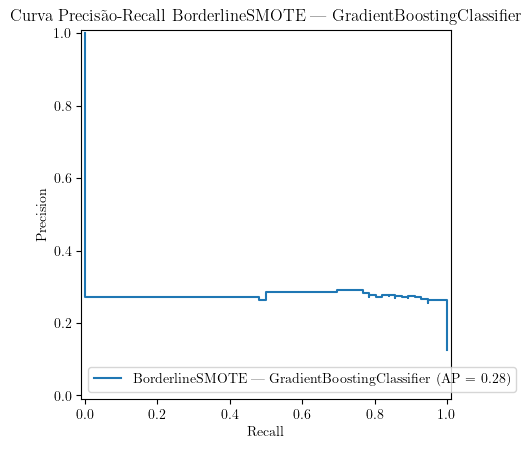 Curva Precisão-Recall BorderlineSMOTE — GradientBoostingClassifier
1.0
0.8
0.6
0.4
0.2
0.0
Precision
BorderlineSMOTE — GradientBoostingClassifier (AP = 0.28)
0.0 0.2 0.4 0.6 0.8 1.0
Recall